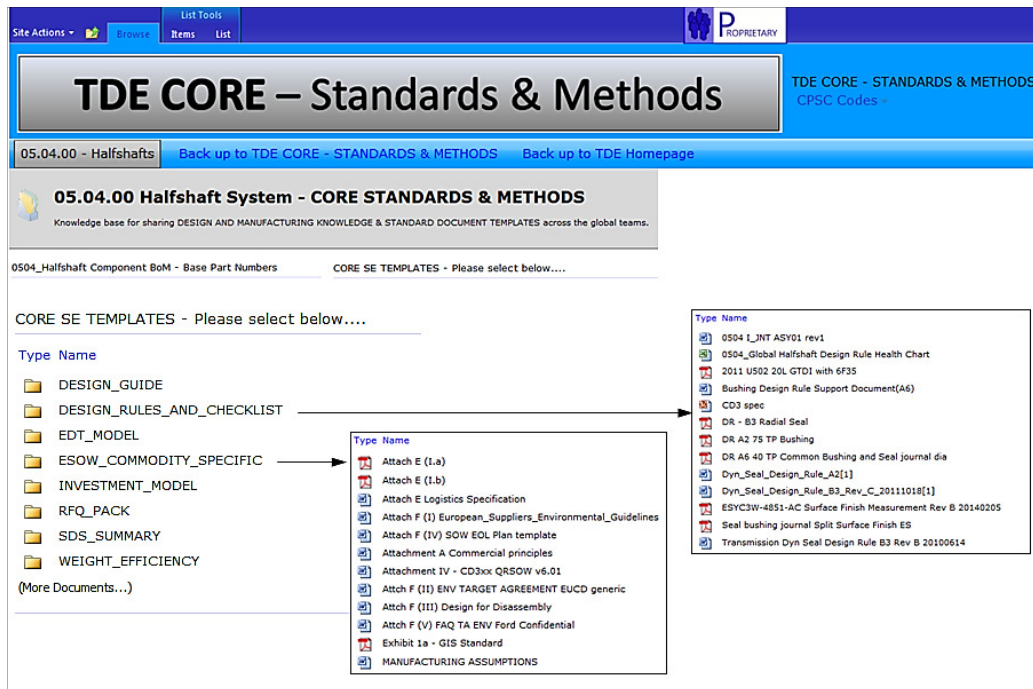 List Tools
Site Actions
Browse
Items
List
PROPRIETARY
TDE CORE – Standards & Methods
TDE CORE - STANDARDS & METHODS
CPSC Codes
05.04.00 - Halfshafts
Back up to TDE CORE - STANDARDS & METHODS
Back up to TDE Homepage
05.04.00 Halfshaft System - CORE STANDARDS & METHODS
Knowledge base for sharing DESIGN AND MANUFACTURING KNOWLEDGE & STANDARD DOCUMENT TEMPLATES across the global teams.
0504_Halfshaft Component BoM - Base Part Numbers
CORE SE TEMPLATES - Please select below....
CORE SE TEMPLATES - Please select below....
Type Name
DESIGN_GUIDE
DESIGN_RULES_AND_CHECKLIST
EDT_MODEL
ESOW_COMMODITY_SPECIFIC
INVESTMENT_MODEL
RFQ_PACK
SDS_SUMMARY
WEIGHT_EFFICIENCY
(More Documents...)
Type Name
Attach E (I.a)
Attach E (I.b)
Attach E Logistics Specification
Attach F (I) European_Suppliers_Environmental_Guidelines
Attach F (IV) SOW EOL Plan template
Attachment A Commercial principles
Attachment IV - CD3xx QRSOW v6.01
Attch F (II) ENV TARGET AGREEMENT EUCD generic
Attch F (III) Design for Disassembly
Attch F (V) FAQ TA ENV Ford Confidential
Exhibit 1a - GIS Standard
MANUFACTURING ASSUMPTIONS
Type Name
0504 I_JNT ASY01 rev1
0504_Global Halfshaft Design Rule Health Chart
2011 U502 20L GTDI with 6F35
Bushing Design Rule Support Document(A6)
CD3 spec
DR - B3 Radial Seal
DR A2 75 TP Bushing
DR A6 40 TP Common Bushing and Seal journal dia
Dyn_Seal_Design_Rule_A2[1]
Dyn_Seal_Design_Rule_B3_Rev_C_20111018[1]
ESYC3W-4851-AC Surface Finish Measurement Rev B 20140205
Seal bushing journal Split Surface Finish ES
Transmission Dyn Seal Design Rule B3 Rev B 20100614